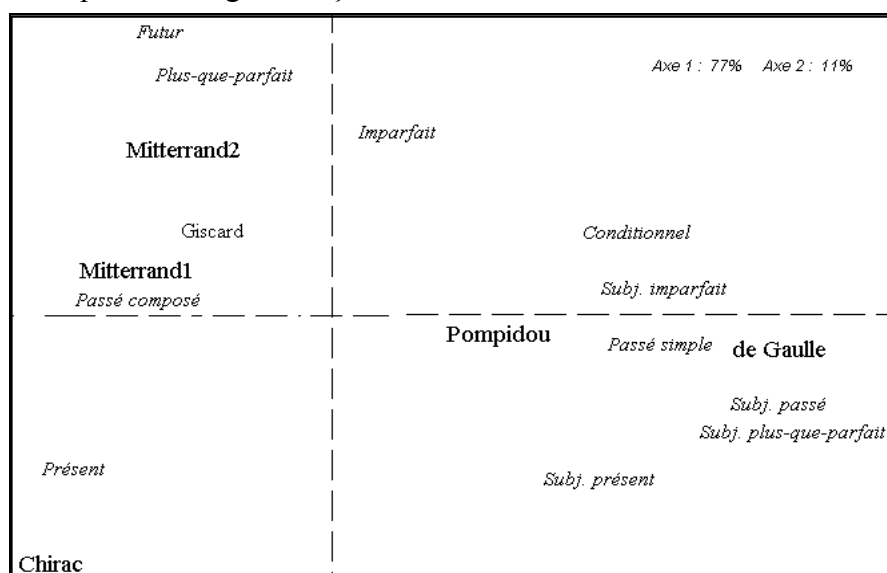 Futur
Plus-que-parfait
Axe 1 : 77% Axe 2 : 11%
Imparfait
Mitterrand2
Giscard
Conditionnel
Mitterrand1
Subj. imparfait
Passé composé
Pompidou
Passé simple
de Gaulle
Subj. passé
Subj. plus-que-parfait
Présent
Subj. présent
Chirac